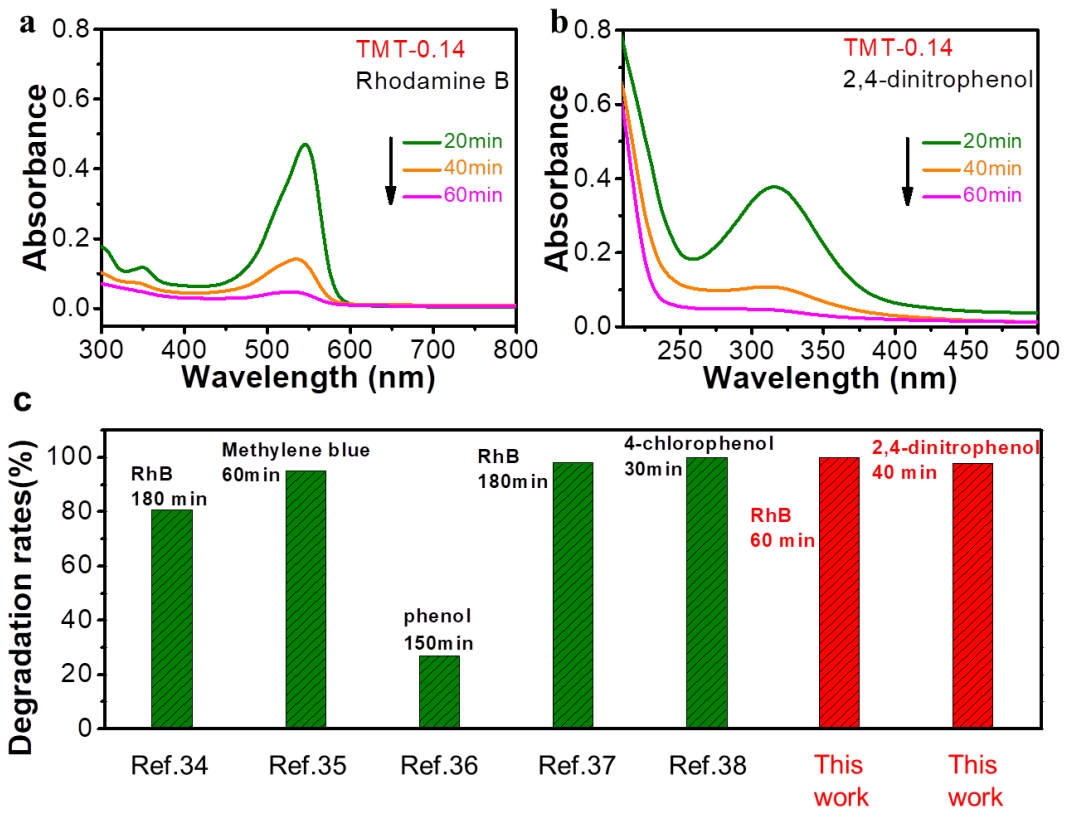 a
TMT-0.14
Rhodamine B
20min
40min
60min
0.8
0.6
0.4
0.2
0.0
Absorbance
300 400 500 600 700 800
Wavelength (nm)
b
TMT-0.14
2,4-dinitrophenol
20min
40min
60min
0.8
0.6
0.4
0.2
0.0
Absorbance
250 300 350 400 450 500
Wavelength (nm)
c
Degradation rates(%)
100
80
60
40
20
0
RhB
180 min
Methylene blue
60min
phenol
150min
RhB
180min
4-chlorophenol
30min
RhB
60 min
2,4-dinitrophenol
40 min
Ref.34 Ref.35 Ref.36 Ref.37 Ref.38 This This
work work